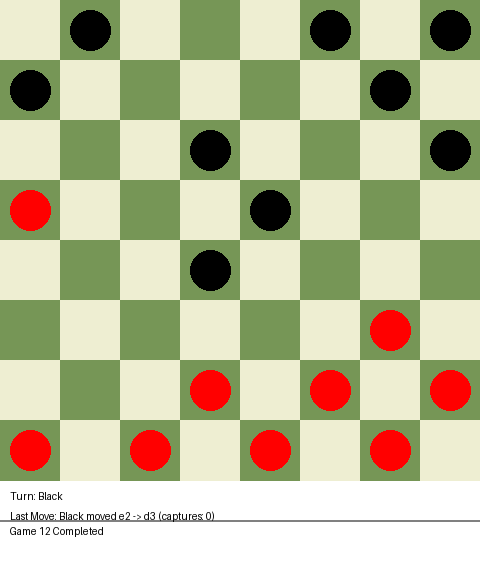 Turn: Black
Last Move: Black moved e2 -> d3 (captures: 0)
Game 12 Completed